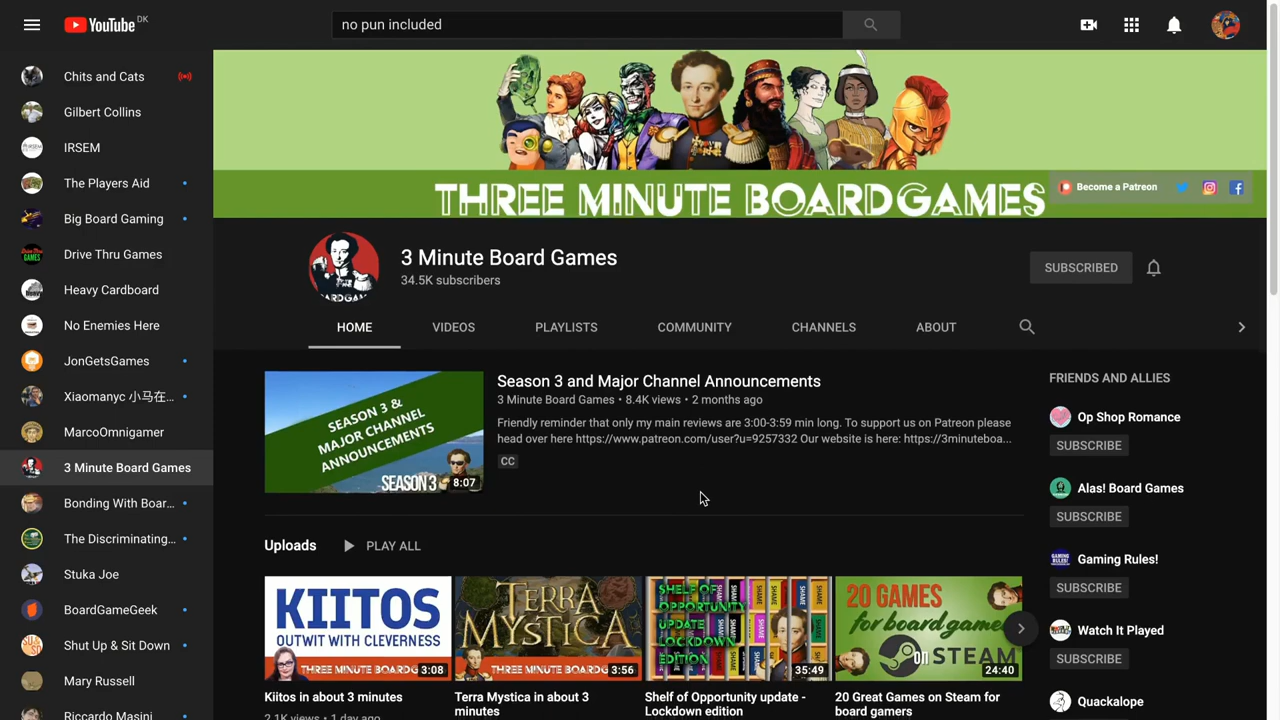 YouTube DK
no pun included
Chits and Cats
Gilbert Collins
IRSEM
The Players Aid
Big Board Gaming
Drive Thru Games
Heavy Cardboard
No Enemies Here
JonGetsGames
Xiaomanyc 小马在...
MarcoOmnigamer
3 Minute Board Games
Bonding With Boar...
The Discriminating...
Stuka Joe
BoardGameGeek
Shut Up & Sit Down
Mary Russell
Riccardo Masini
THREE MINUTE BOARDGAMES
Become a Patreon
3 Minute Board Games
34.5K subscribers
SUBSCRIBED
HOME
VIDEOS
PLAYLISTS
COMMUNITY
CHANNELS
ABOUT
SEASON 3 &
MAJOR CHANNEL
ANNOUNCEMENTS
SEASON 3
8:07
Season 3 and Major Channel Announcements
3 Minute Board Games • 8.4K views • 2 months ago
Friendly reminder that only my main reviews are 3:00-3:59 min long. To support us on Patreon please
head over here https://www.patreon.com/user?u=9257332 Our website is here: https://3minuteboa...
CC
Uploads
PLAY ALL
KIITOS
OUTWIT WITH CLEVERNESS
THREE MINUTE BOARDG
3:08
Kiitos in about 3 minutes
2.1K views • 1 day ago
TERRA
MYSTICA
THREE MINUTE BOARDG
3:56
Terra Mystica in about 3
minutes
SHELF OF
OPPORTUNITY
UPDATE
LOCKDOWN
EDITION
35:49
Shelf of Opportunity update -
Lockdown edition
20 GAMES
for board game
on STEAM
24:40
20 Great Games on Steam for
board gamers
FRIENDS AND ALLIES
Op Shop Romance
SUBSCRIBE
Alas! Board Games
SUBSCRIBE
Gaming Rules!
SUBSCRIBE
Watch It Played
SUBSCRIBE
Quackalope